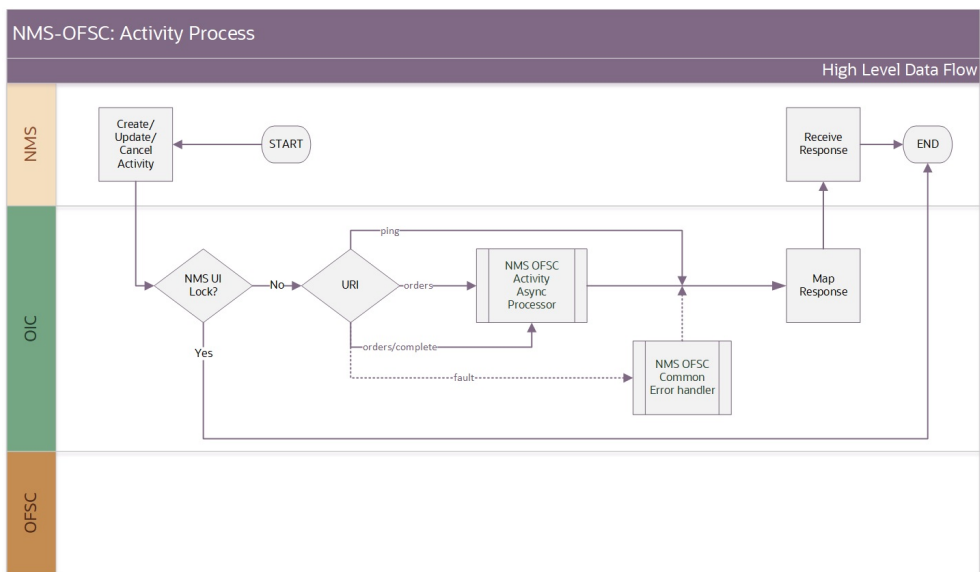 NMS-OFSC: Activity Process
High Level Data Flow
NMS
Create/
Update/
Cancel
Activity
START
Receive
Response
END
OIC
NMS UI
Lock?
No
Yes
URI
ping
orders
orders/complete
fault
NMS OFSC
Activity
Async
Processor
NMS OFSC
Common
Error handler
Map
Response
OFSC